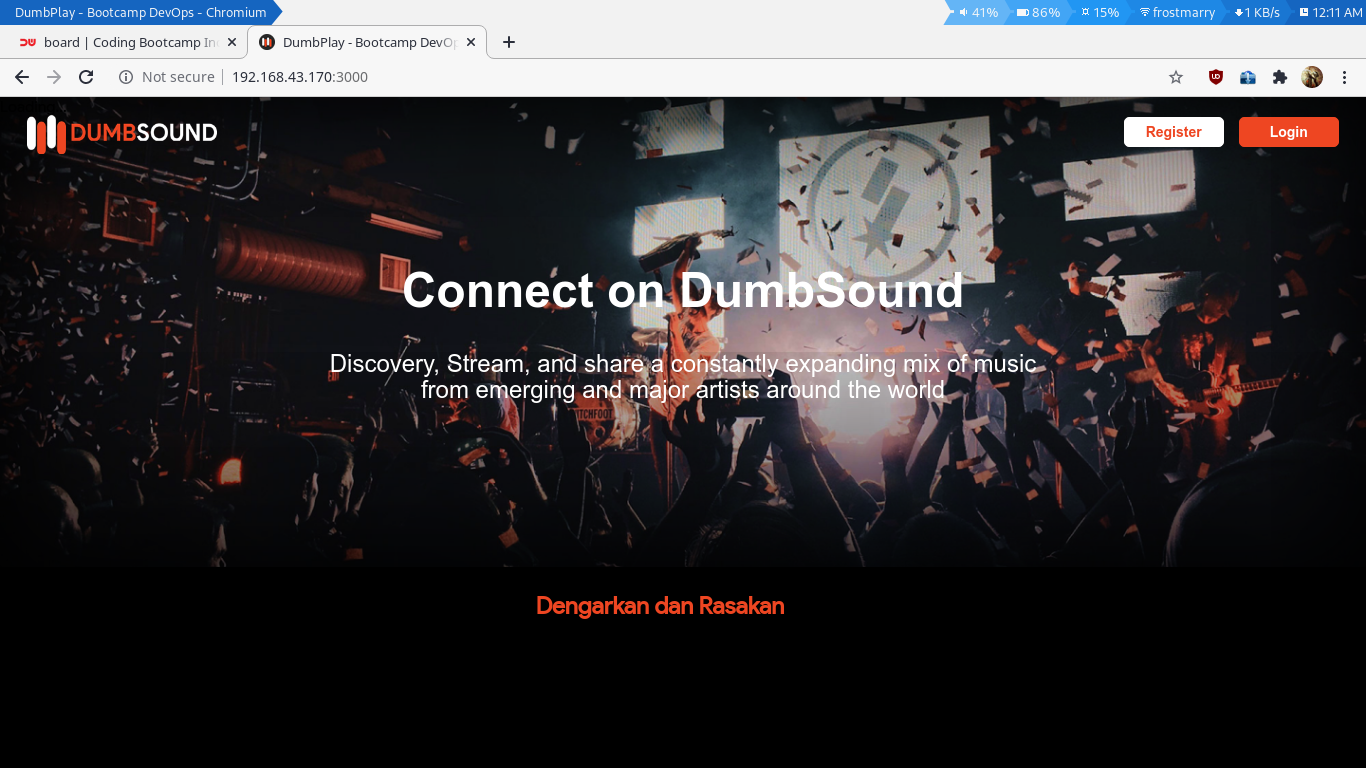 DumbPlay - Bootcamp DevOps - Chromium
41%
86%
15%
frostmarry
1 KB/s
12:11 AM
board | Coding Bootcamp In
DumbPlay - Bootcamp DevOp
Not secure
192.168.43.170:3000
DUMBSOUND
Register
Login
Connect on DumbSound
Discovery, Stream, and share a constantly expanding mix of music
from emerging and major artists around the world
Dengarkan dan Rasakan